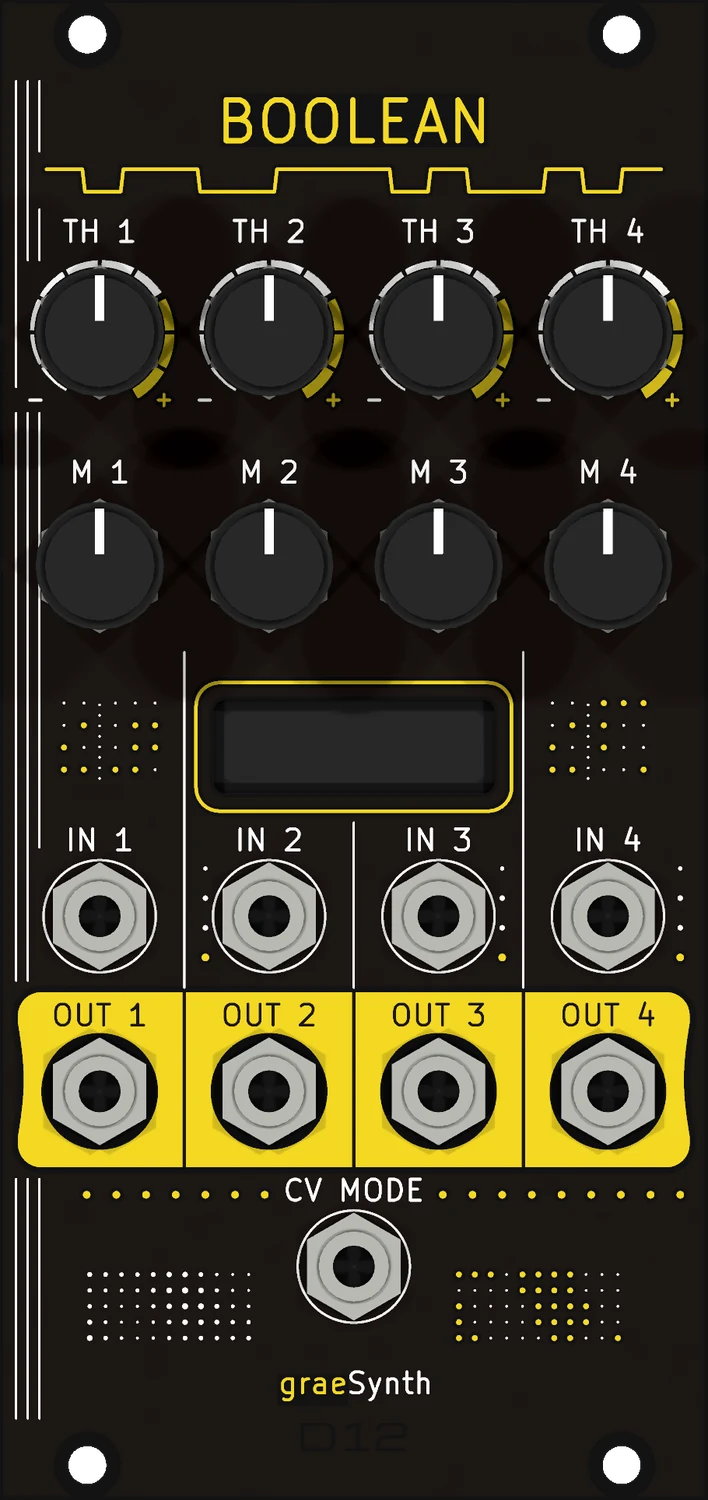 BOOLEAN
TH 1 TH 2 TH 3 TH 4
- + - + - + - +
M 1 M 2 M 3 M 4
IN 1 IN 2 IN 3 IN 4
OUT 1 OUT 2 OUT 3 OUT 4
CV MODE
graeSynth
D12